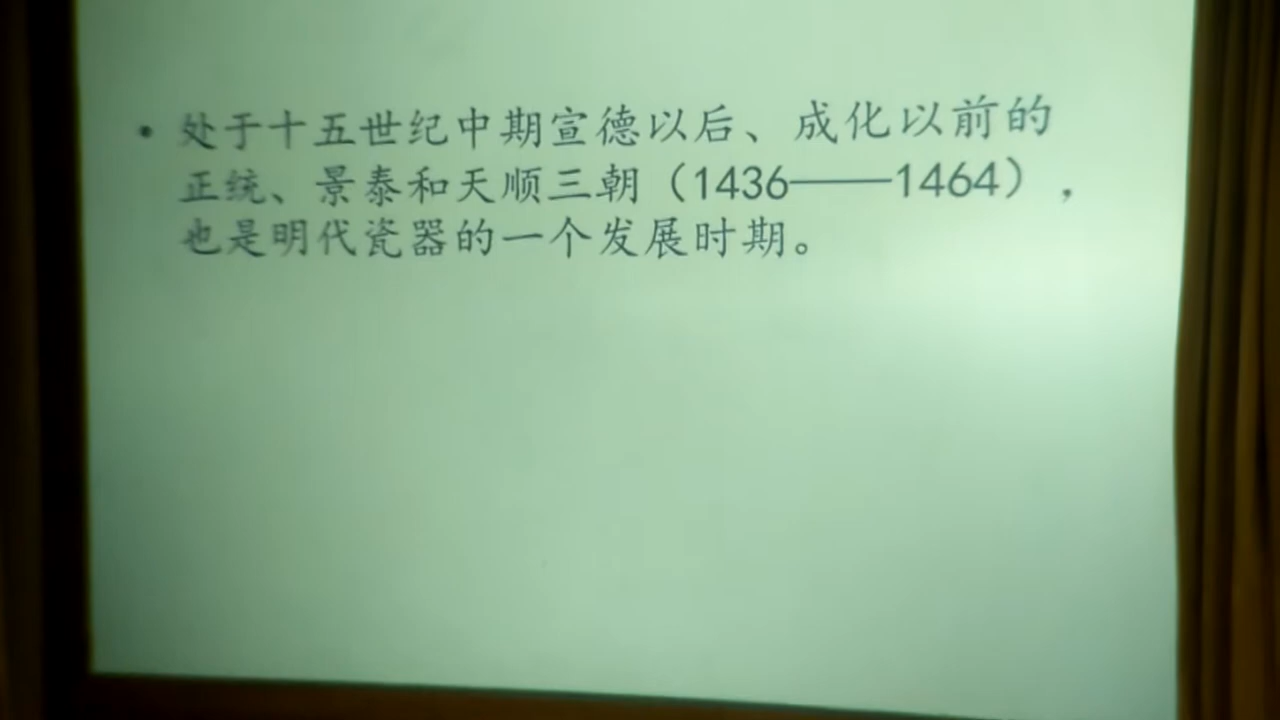 • 处于十五世纪中期宣德以后、成化以前的
正统、景泰和天顺三朝（1436——1464），
也是明代瓷器的一个发展时期。